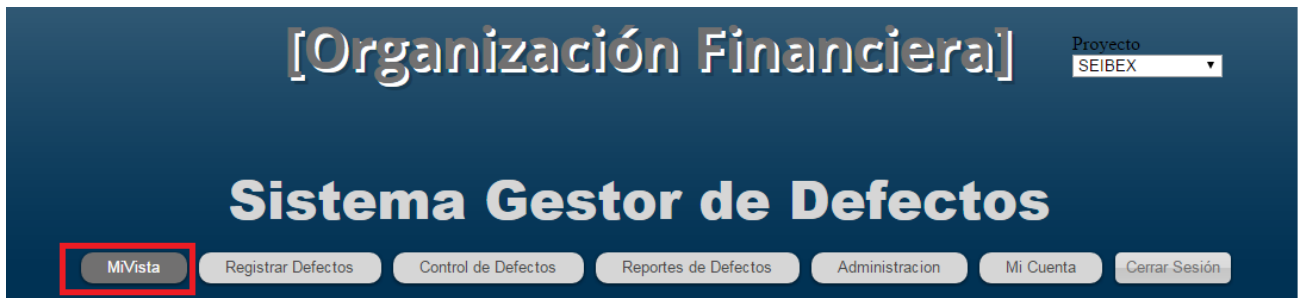 [Organización Financiera]
Proyecto
SEIBEX
Sistema Gestor de Defectos
MiVista
Registrar Defectos
Control de Defectos
Reportes de Defectos
Administracion
Mi Cuenta
Cerrar Sesión